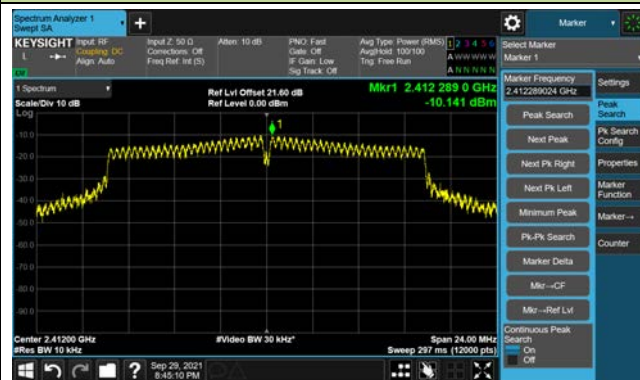 Spectrum Analyzer 1
Swept SA
Marker
KEYSIGHT
Input: RF
Coupling: DC
Align: Auto
Input Z: 50 Ω
Corrections: Off
Freq Ref: Int (S)
Atten: 10 dB
PNO: Fast
Gate: Off
IF Gain: Low
Sig Track: Off
Avg Type: Power (RMS)
Avg|Hold: 100/100
Trig: Free Run
1 2 3 4 5 6
A W W W W W
A N N N N N
1 Spectrum
Scale/Div 10 dB
Log
Ref Lvl Offset 21.60 dB
Ref Level 0.00 dBm
Mkr1 2.412 289 0 GHz
-10.141 dBm
1
-10.0
-20.0
-30.0
-40.0
-50.0
-60.0
-70.0
-80.0
-90.0
Center 2.41200 GHz
#Res BW 10 kHz
#Video BW 30 kHz*
Span 24.00 MHz
Sweep 297 ms (12000 pts)
Sep 29, 2021
8:45:10 PM
Select Marker
Marker 1
Marker Frequency
2.412289024 GHz
Peak Search
Next Peak
Next Pk Right
Next Pk Left
Minimum Peak
Pk-Pk Search
Marker Delta
Mkr→CF
Mkr→Ref Lvl
Continuous Peak
Search
On
Off
Settings
Peak
Search
Pk Search
Config
Properties
Marker
Function
Marker→
Counter